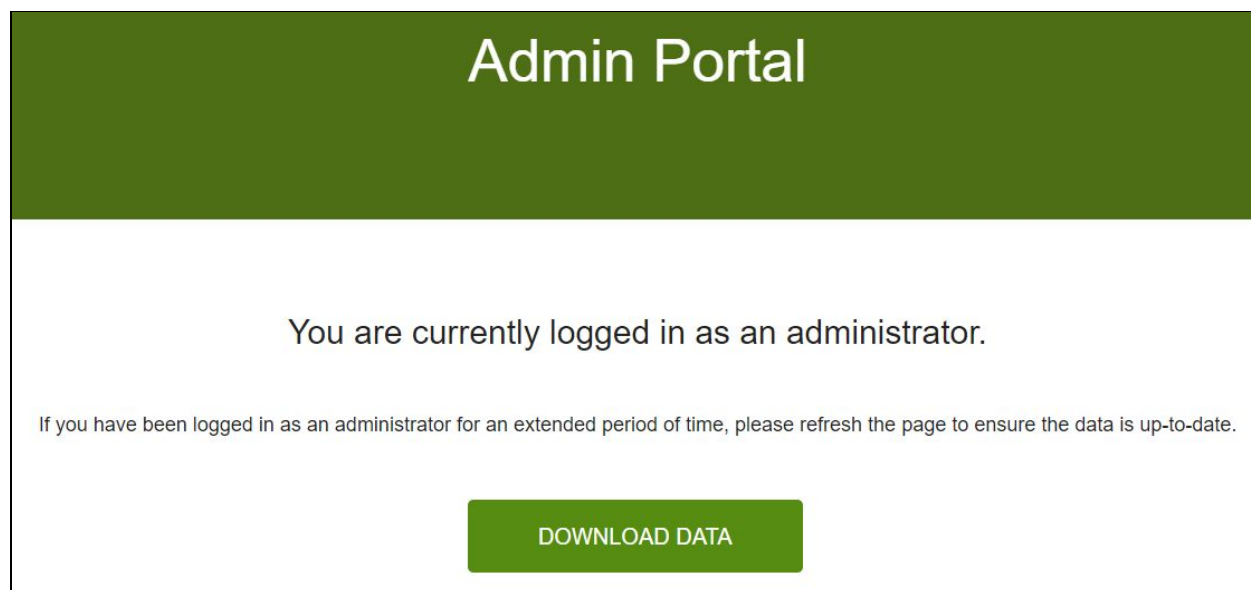 Admin Portal
You are currently logged in as an administrator.
If you have been logged in as an administrator for an extended period of time, please refresh the page to ensure the data is up-to-date.
DOWNLOAD DATA